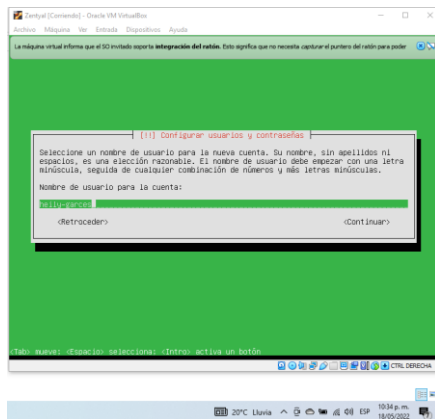 Zentyal [Corriendo] - Oracle VM VirtualBox
Archivo Máquina Ver Entrada Dispositivos Ayuda
La máquina virtual informa que el SO invitado soporta integración del ratón. Esto significa que no necesita capturar el puntero del ratón para poder
[!!] Configurar usuarios y contraseñas
Seleccione un nombre de usuario para la nueva cuenta. Su nombre, sin apellidos ni
espacios, es una elección razonable. El nombre de usuario debe empezar con una letra
minúscula, seguida de cualquier combinación de números y más letras minúsculas.
Nombre de usuario para la cuenta:
heily-garces
<Retroceder> <Continuar>
<Tab> mueve; <Espacio> selecciona; <Intro> activa un botón
CTRL DERECHA
20°C Lluvia ESP 10:34 p. m.
18/05/2022